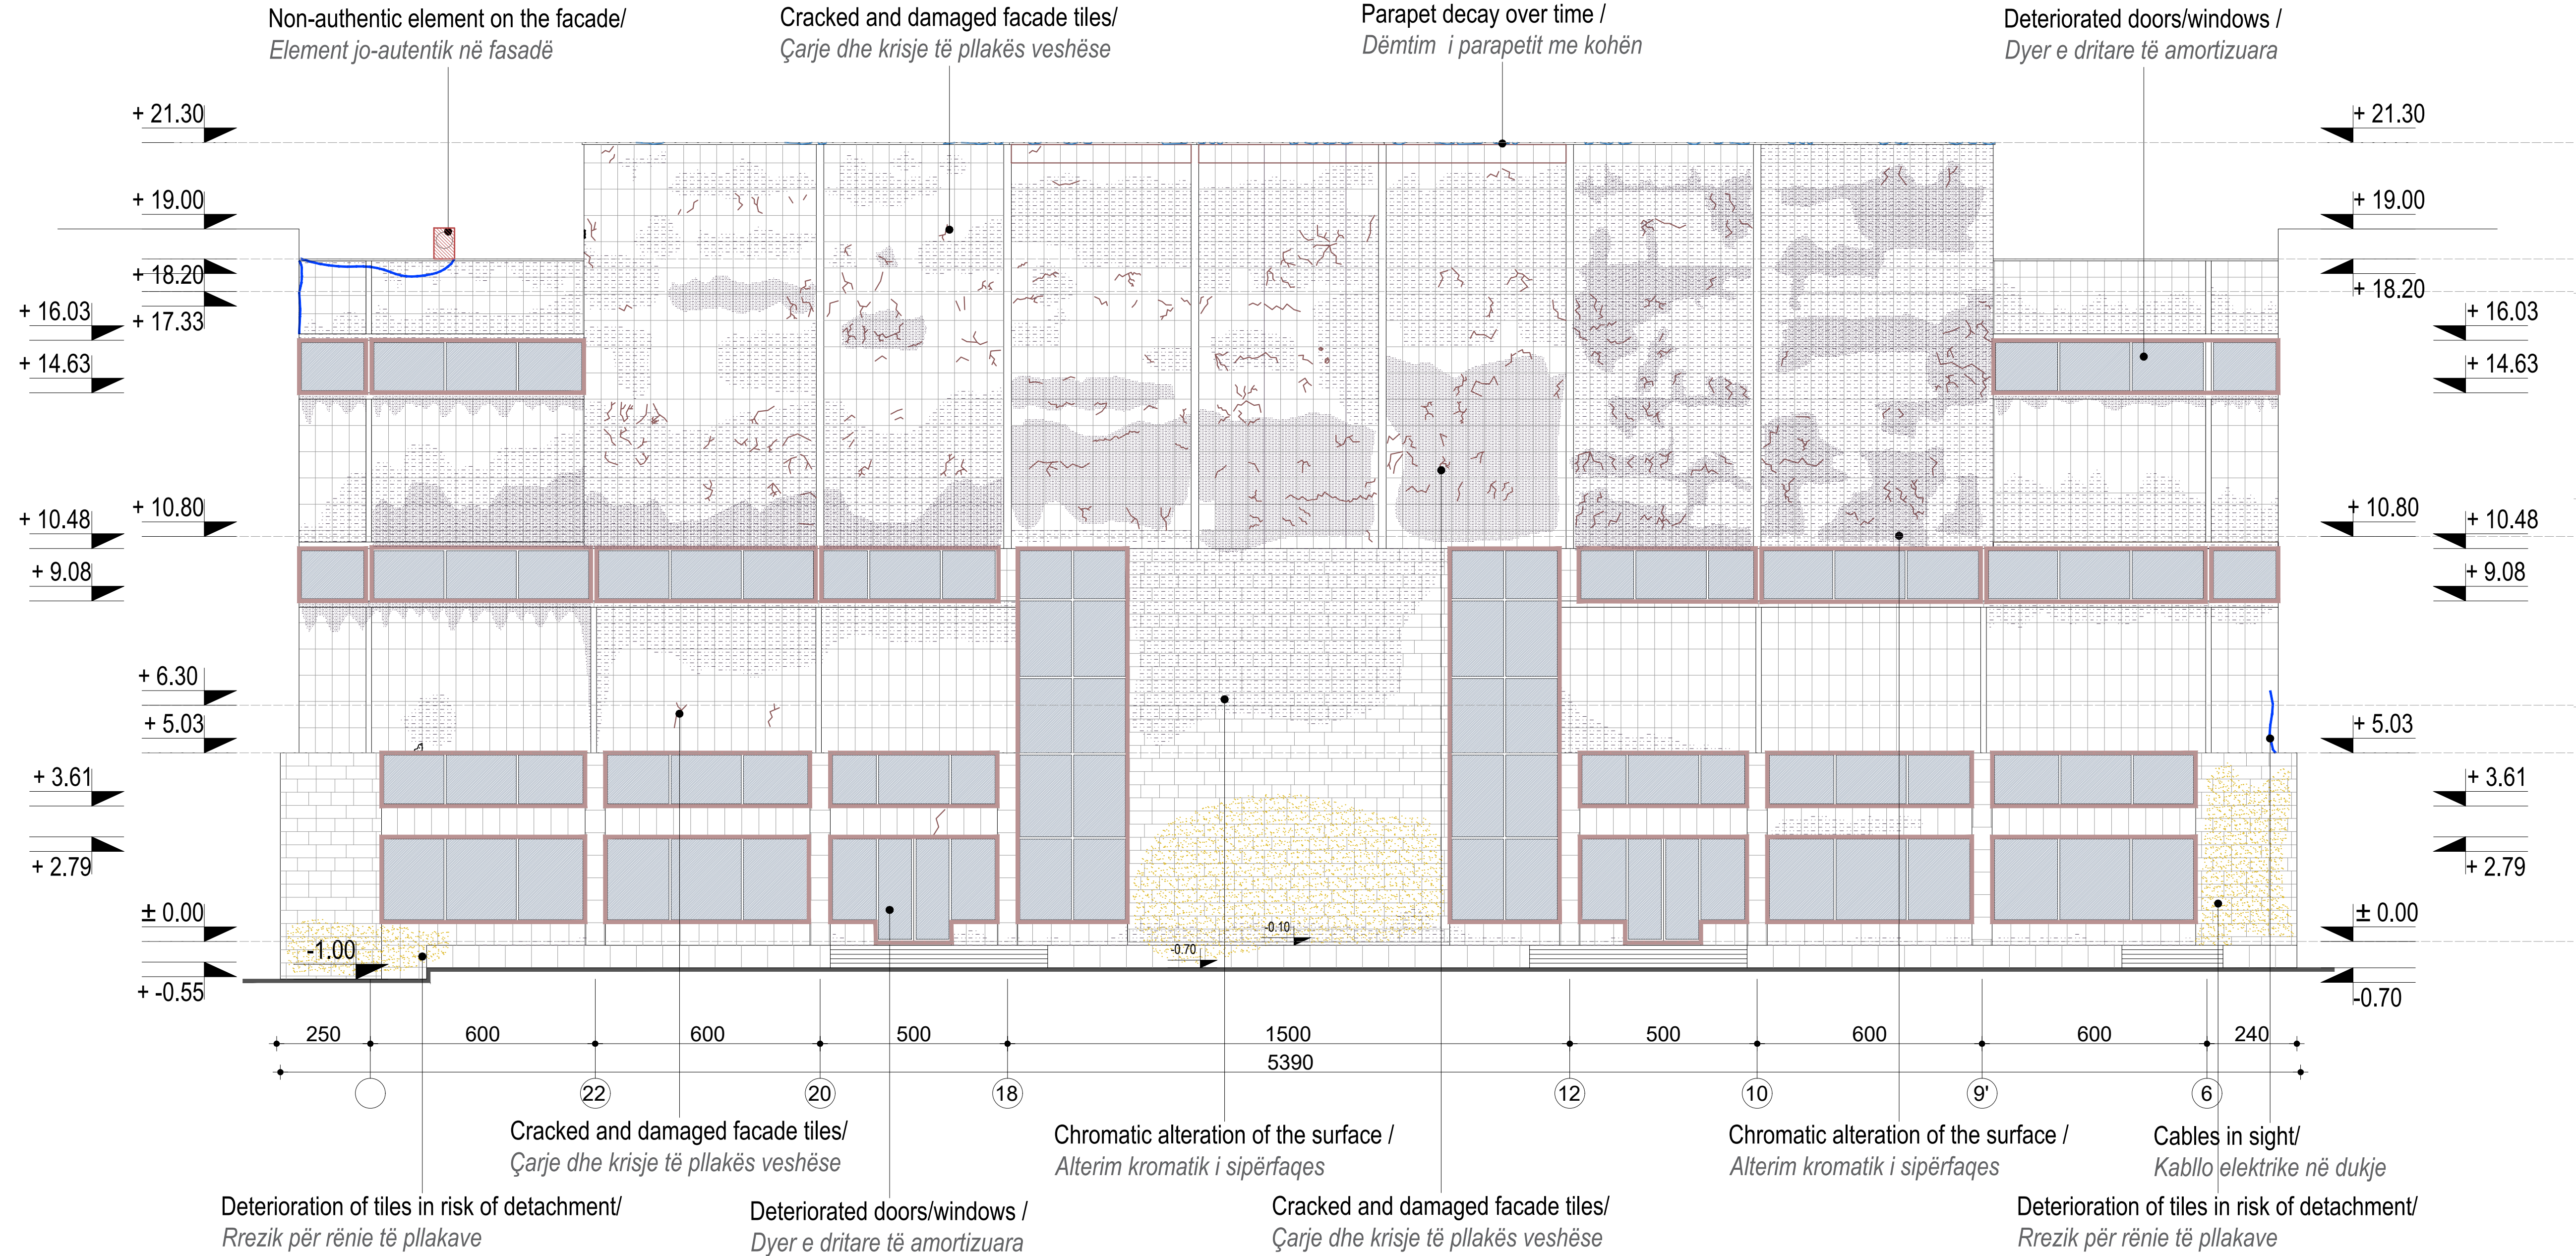 Non-authentic element on the facade/
Element jo-autentik në fasadë
Cracked and damaged facade tiles/
Çarje dhe krisje të pllakës veshëse
Parapet decay over time /
Dëmtim i parapetit me kohën
Deteriorated doors/windows /
Dyer e dritare të amortizuara
+ 21.30
+ 19.00
+ 18.20
+ 17.33
+ 16.03
+ 14.63
+ 10.80
+ 10.48
+ 9.08
+ 6.30
+ 5.03
+ 3.61
+ 2.79
± 0.00
-1.00
+ -0.55
-0.10
-0.70
+ 21.30
+ 19.00
+ 18.20
+ 16.03
+ 14.63
+ 10.80
+ 10.48
+ 9.08
+ 5.03
+ 3.61
+ 2.79
± 0.00
-0.70
250 600 600 500 1500 500 600 600 240
5390
22 20 18 12 10 9' 6
Cracked and damaged facade tiles/
Çarje dhe krisje të pllakës veshëse
Chromatic alteration of the surface /
Alterim kromatik i sipërfaqes
Chromatic alteration of the surface /
Alterim kromatik i sipërfaqes
Cables in sight/
Kabllo elektrike në dukje
Deterioration of tiles in risk of detachment/
Rrezik për rënie të pllakave
Deteriorated doors/windows /
Dyer e dritare të amortizuara
Cracked and damaged facade tiles/
Çarje dhe krisje të pllakës veshëse
Deterioration of tiles in risk of detachment/
Rrezik për rënie të pllakave